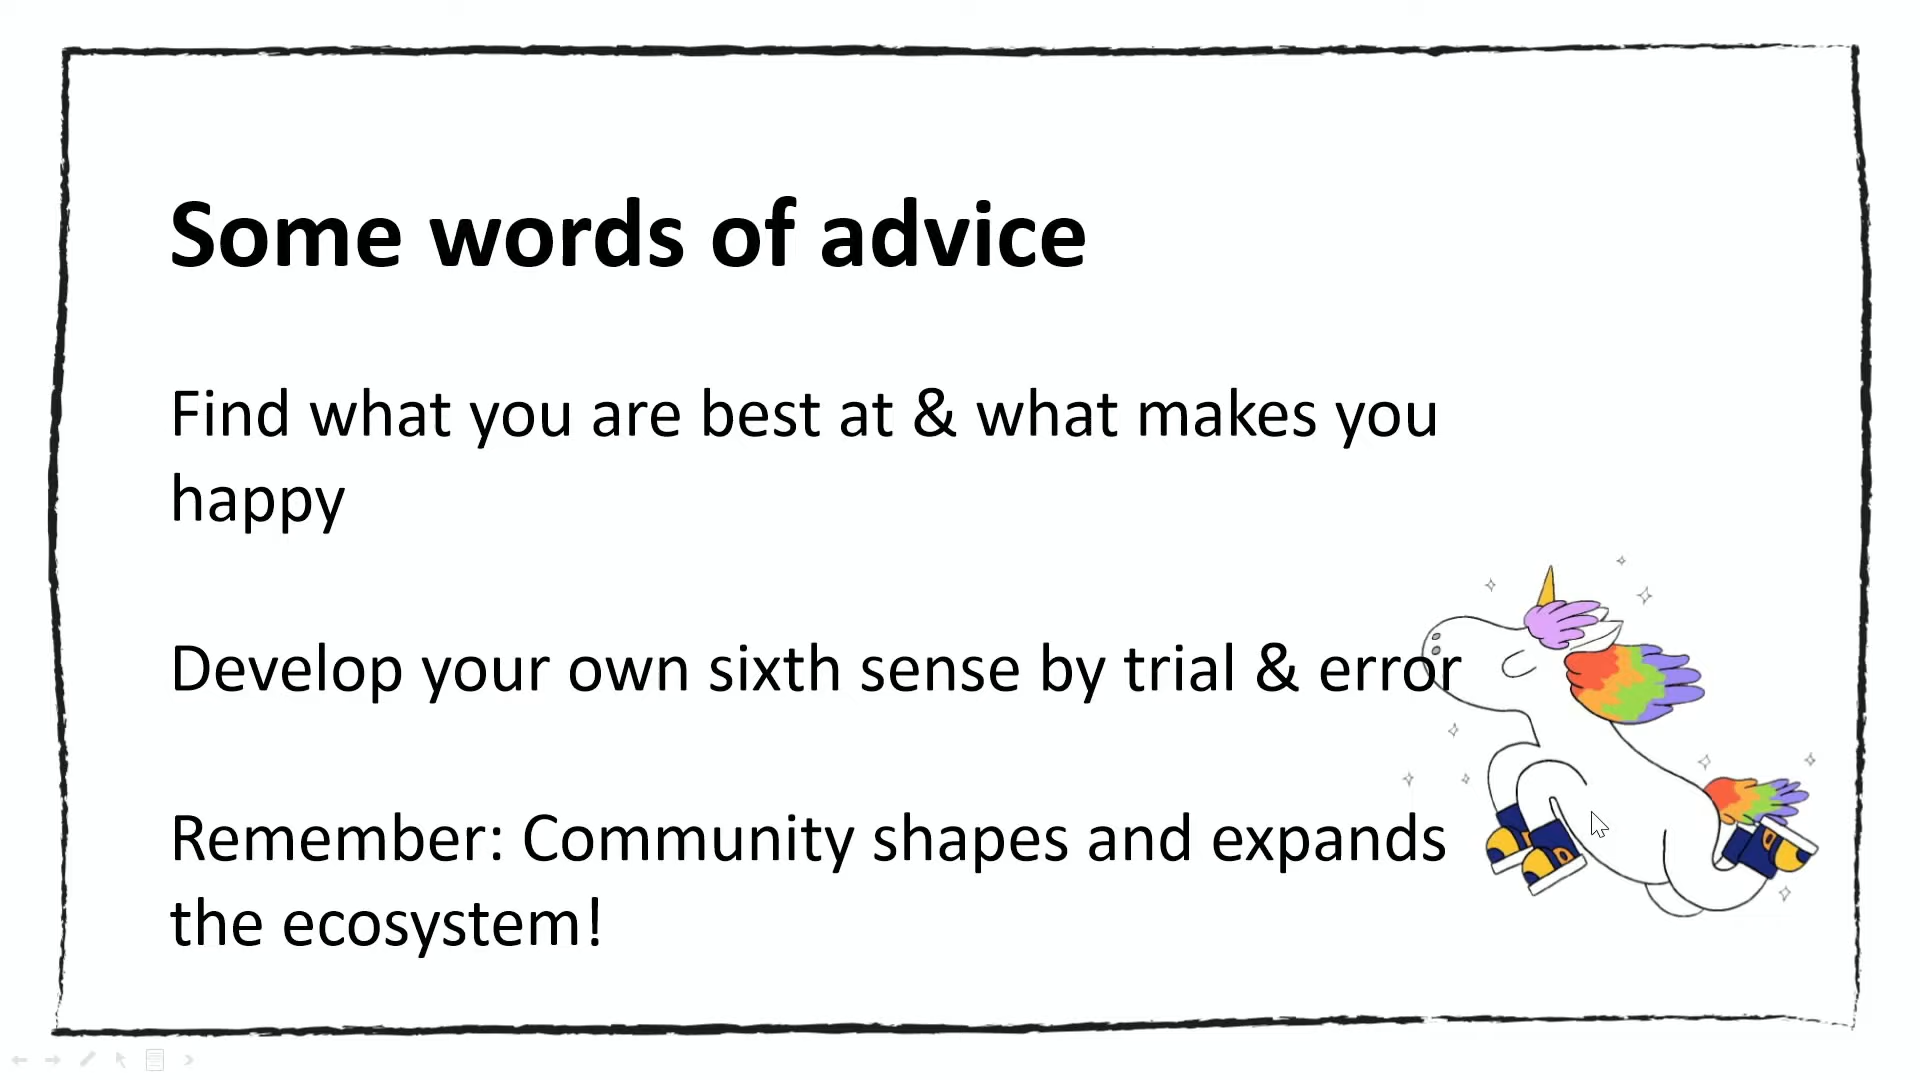 Some words of advice
Find what you are best at & what makes you
happy
Develop your own sixth sense by trial & error
Remember: Community shapes and expands
the ecosystem!